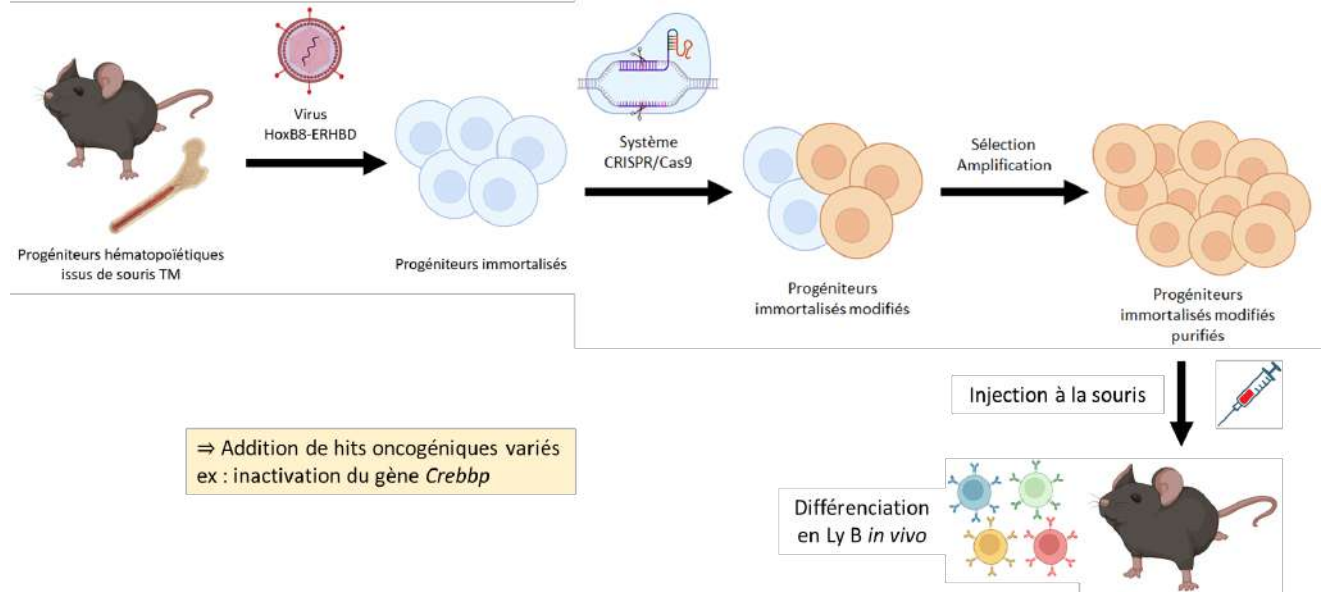 Virus
HoxB8-ERHBD
Système
CRISPR/Cas9
Sélection
Amplification
Progéniteurs hématopoïétiques
issus de souris TM
Progéniteurs immortalisés
Progéniteurs
immortalisés modifiés
Progéniteurs
immortalisés modifiés
purifiés
Injection à la souris
⇒ Addition de hits oncogéniques variés
ex : inactivation du gène Crebbp
Différenciation
en Ly B in vivo